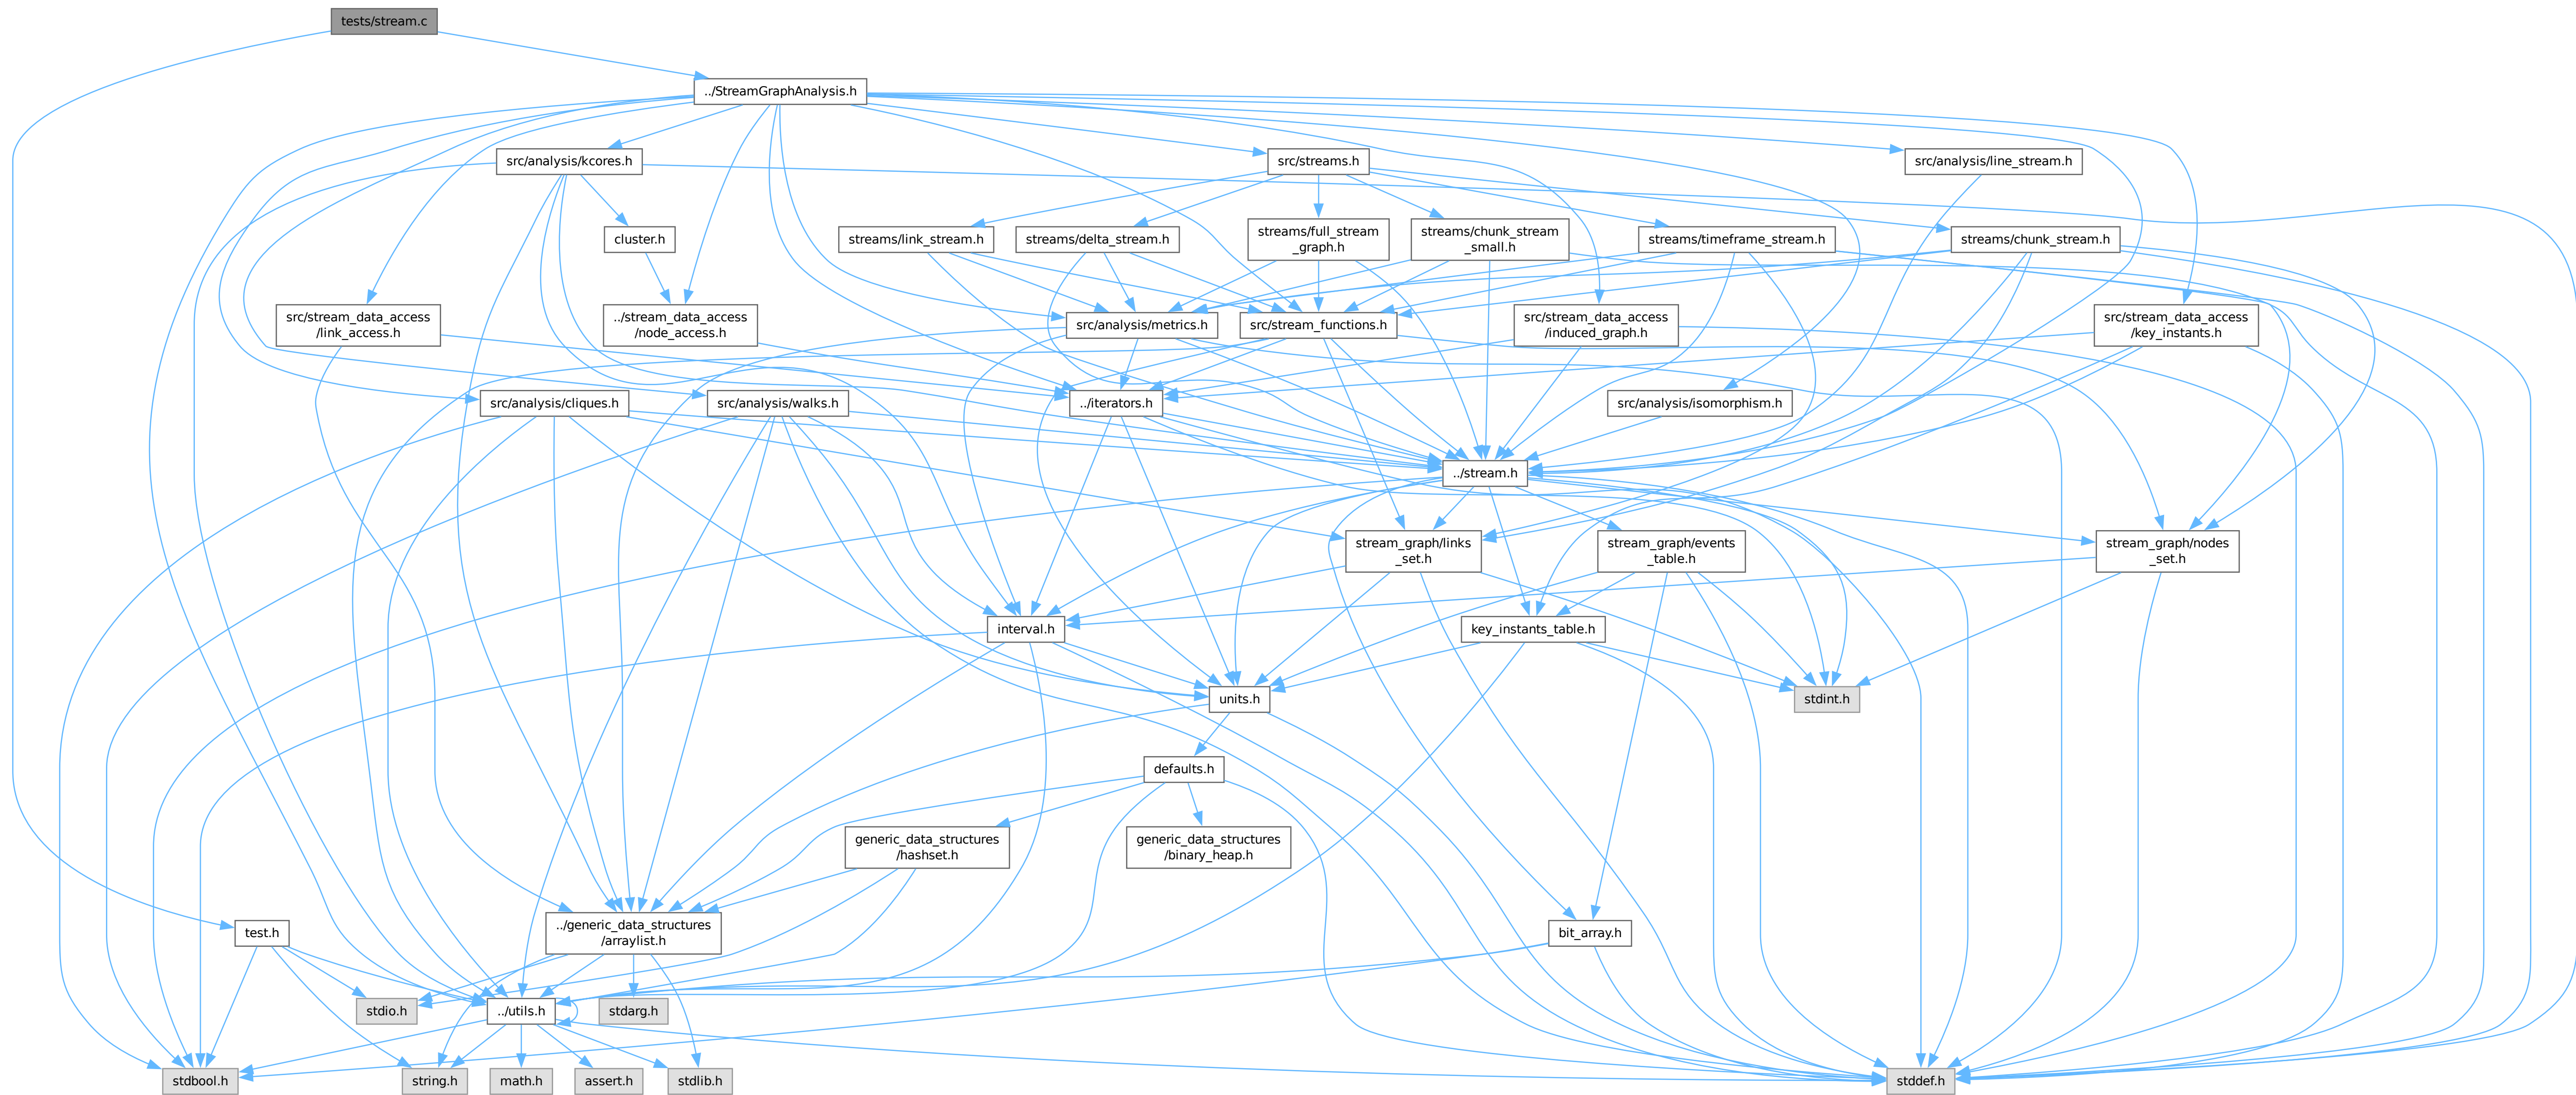 tests/stream.c
../StreamGraphAnalysis.h
src/analysis/kcores.h
src/streams.h
src/analysis/line_stream.h
cluster.h
streams/link_stream.h
streams/delta_stream.h
streams/full_stream
_graph.h
streams/chunk_stream
_small.h
streams/timeframe_stream.h
streams/chunk_stream.h
src/stream_data_access
/link_access.h
../stream_data_access
/node_access.h
src/analysis/metrics.h
src/stream_functions.h
src/stream_data_access
/induced_graph.h
src/stream_data_access
/key_instants.h
src/analysis/cliques.h
src/analysis/walks.h
../iterators.h
src/analysis/isomorphism.h
../stream.h
stream_graph/links
_set.h
stream_graph/events
_table.h
stream_graph/nodes
_set.h
interval.h
key_instants_table.h
units.h
stdint.h
defaults.h
generic_data_structures
/hashset.h
generic_data_structures
/binary_heap.h
test.h
../generic_data_structures
/arraylist.h
bit_array.h
stdio.h
../utils.h
stdarg.h
stdbool.h
string.h
math.h
assert.h
stdlib.h
stddef.h